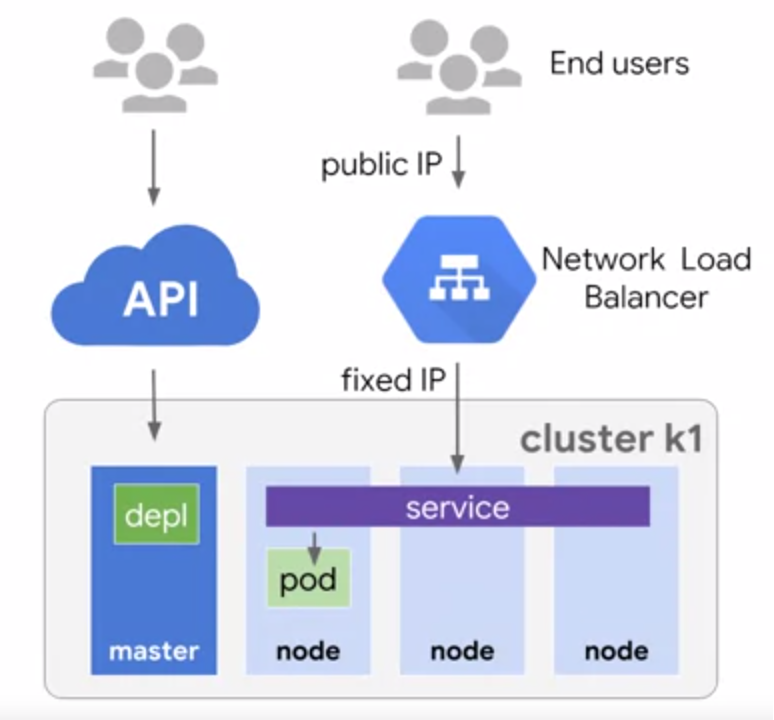 End users
public IP
API
Network Load
Balancer
fixed IP
cluster k1
depl
service
pod
master
node
node
node